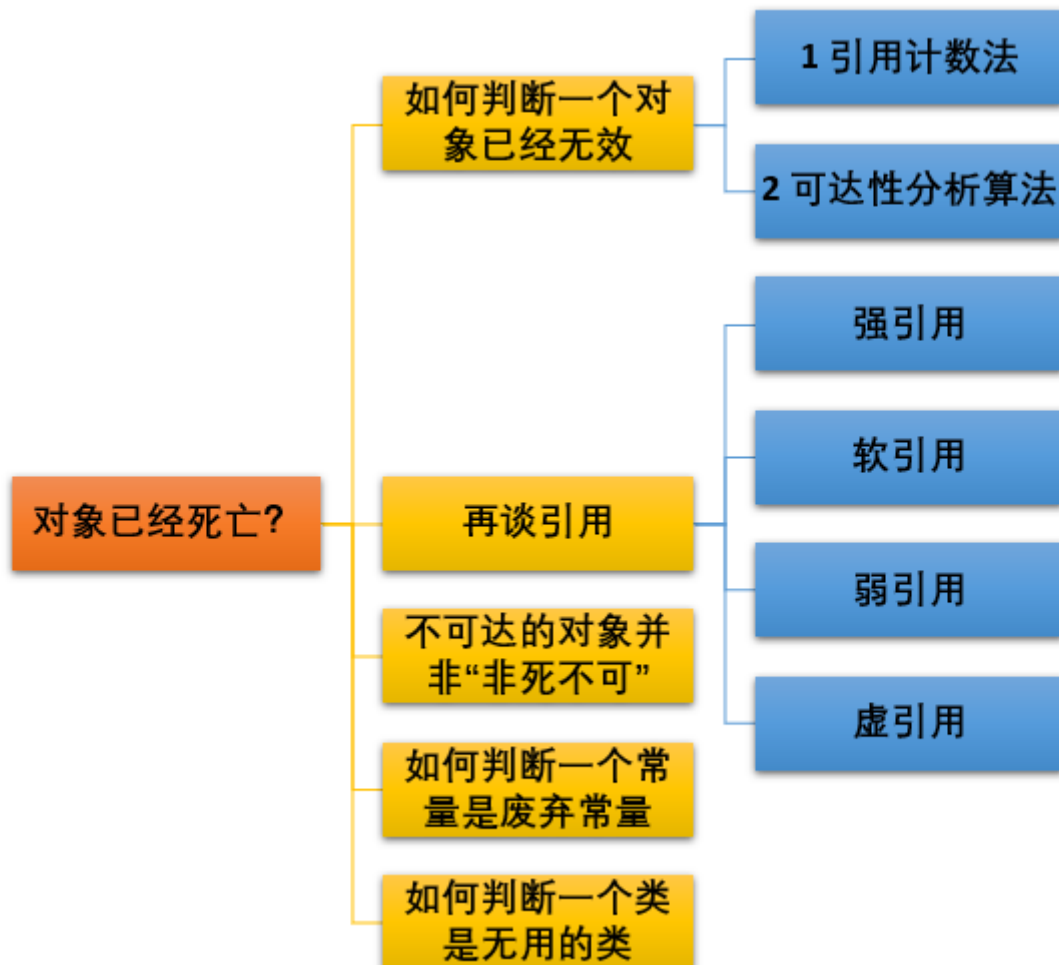 对象已经死亡?
如何判断一个对
象已经无效
1 引用计数法
2 可达性分析算法
再谈引用
强引用
软引用
弱引用
虚引用
不可达的对象并
非“非死不可”
如何判断一个常
量是废弃常量
如何判断一个类
是无用的类